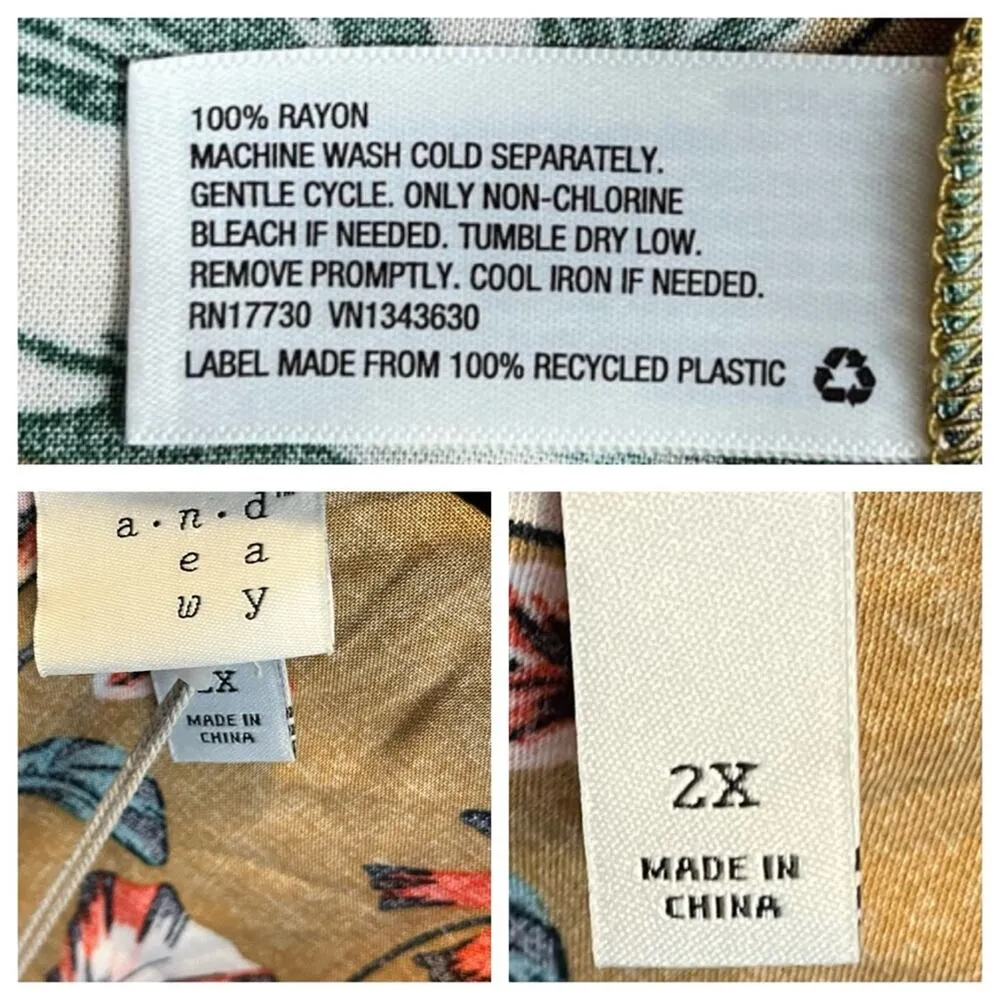 100% RAYON
MACHINE WASH COLD SEPARATELY.
GENTLE CYCLE. ONLY NON-CHLORINE
BLEACH IF NEEDED. TUMBLE DRY LOW.
REMOVE PROMPTLY. COOL IRON IF NEEDED.
RN17730 VN1343630
LABEL MADE FROM 100% RECYCLED PLASTIC
a·n·d
e a
w y
X
MADE IN
CHINA
2X
MADE IN
CHINA